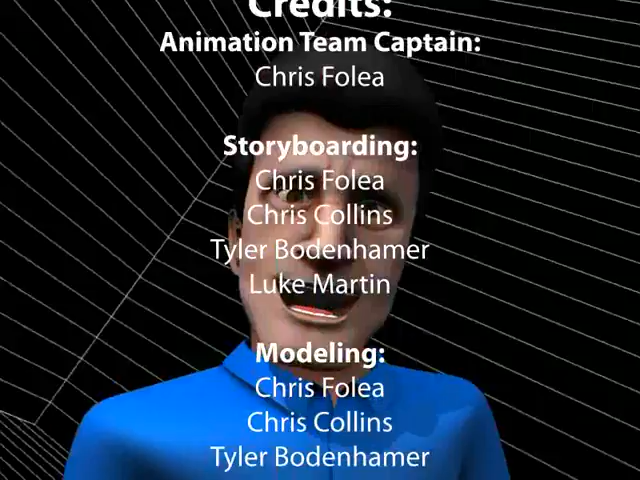 Credits:
Animation Team Captain:
Chris Folea
Storyboarding:
Chris Folea
Chris Collins
Tyler Bodenhamer
Luke Martin
Modeling:
Chris Folea
Chris Collins
Tyler Bodenhamer